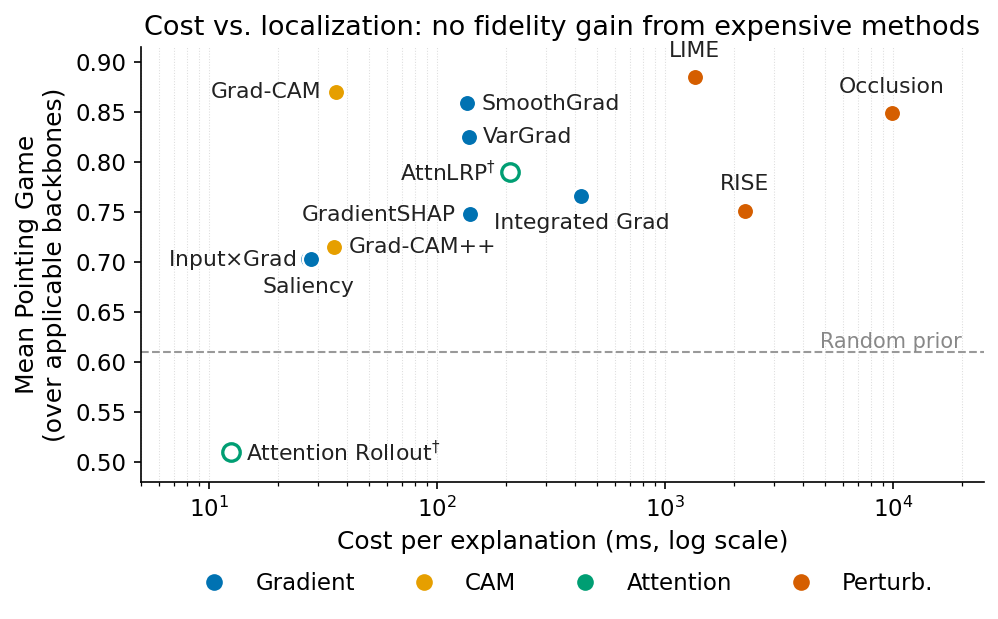 Cost vs. localization: no fidelity gain from expensive methods
Mean Pointing Game
(over applicable backbones)
0.90
0.85
0.80
0.75
0.70
0.65
0.60
0.55
0.50
LIME
Occlusion
Grad-CAM
SmoothGrad
VarGrad
AttnLRP†
RISE
GradientSHAP
Integrated Grad
Grad-CAM++
Input×Grad
Saliency
Random prior
Attention Rollout†
10¹
10²
10³
10⁴
Cost per explanation (ms, log scale)
Gradient
CAM
Attention
Perturb.